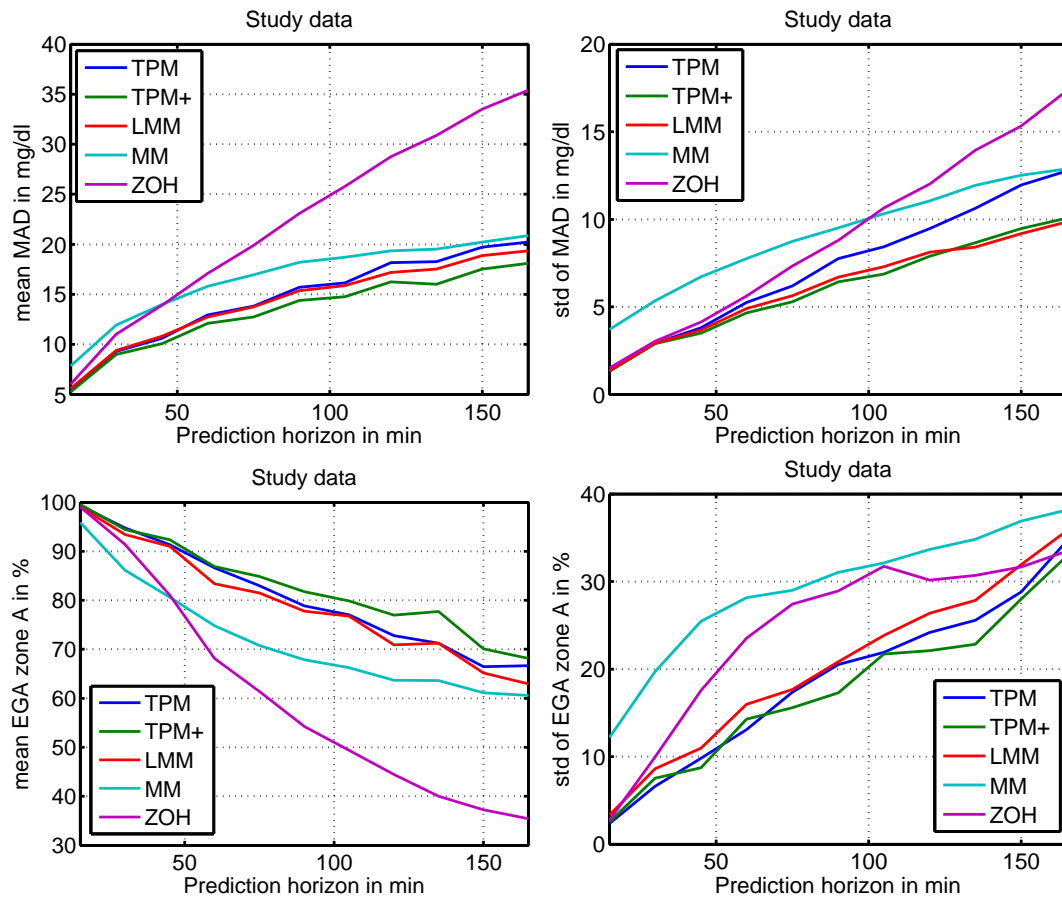 Study data
mean MAD in mg/dl
40
35
30
25
20
15
10
5
TPM
TPM+
LMM
MM
ZOH
50
100
150
Prediction horizon in min
Study data
std of MAD in mg/dl
20
15
10
5
0
TPM
TPM+
LMM
MM
ZOH
50
100
150
Prediction horizon in min
Study data
mean EGA zone A in %
100
90
80
70
60
50
40
30
TPM
TPM+
LMM
MM
ZOH
50
100
150
Prediction horizon in min
Study data
std of EGA zone A in %
40
30
20
10
0
TPM
TPM+
LMM
MM
ZOH
50
100
150
Prediction horizon in min